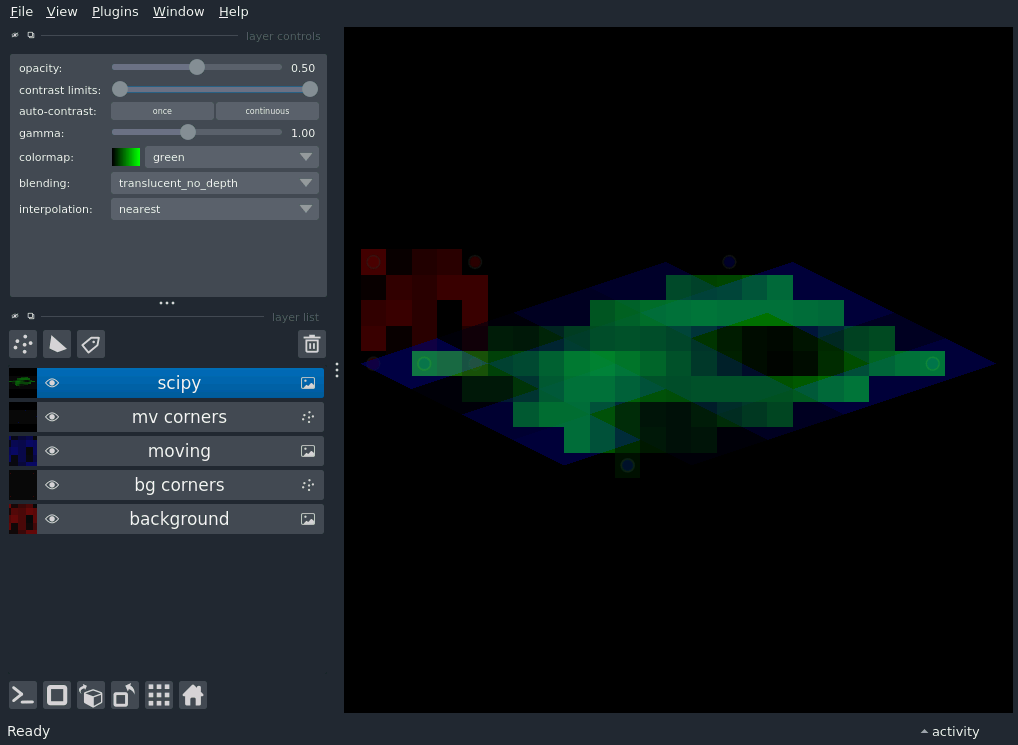 File View Plugins Window Help
layer controls
opacity: 0.50
contrast limits:
auto-contrast: once continuous
gamma: 1.00
colormap: green
blending: translucent_no_depth
interpolation: nearest
layer list
scipy
mv corners
moving
bg corners
background
Ready activity